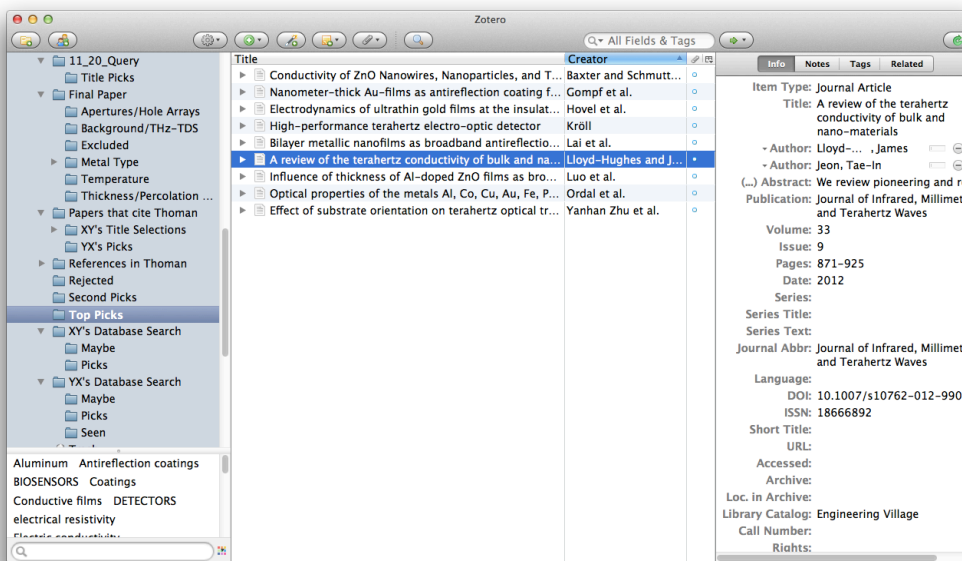 Zotero
All Fields & Tags
11_20_Query
Title Picks
Final Paper
Apertures/Hole Arrays
Background/THz-TDS
Excluded
Metal Type
Temperature
Thickness/Percolation ...
Papers that cite Thoman
XY's Title Selections
YX's Picks
References in Thoman
Rejected
Second Picks
Top Picks
XY's Database Search
Maybe
Picks
YX's Database Search
Maybe
Picks
Seen
Aluminum Antireflection coatings
BIOSENSORS Coatings
Conductive films DETECTORS
electrical resistivity
Electric conductivity
Title Creator
Conductivity of ZnO Nanowires, Nanoparticles, and T... Baxter and Schmutt...
Nanometer-thick Au-films as antireflection coating f... Gompf et al.
Electrodynamics of ultrathin gold films at the insulat... Hovel et al.
High-performance terahertz electro-optic detector Kröll
Bilayer metallic nanofilms as broadband antireflectio... Lai et al.
A review of the terahertz conductivity of bulk and na... Lloyd-Hughes and J...
Influence of thickness of Al-doped ZnO films as bro... Luo et al.
Optical properties of the metals Al, Co, Cu, Au, Fe, P... Ordal et al.
Effect of substrate orientation on terahertz optical tr... Yanhan Zhu et al.
Info Notes Tags Related
Item Type: Journal Article
Title: A review of the terahertz
conductivity of bulk and
nano-materials
Author: Lloyd-... , James
Author: Jeon, Tae-In
(...) Abstract: We review pioneering and r
Publication: Journal of Infrared, Millimet
and Terahertz Waves
Volume: 33
Issue: 9
Pages: 871-925
Date: 2012
Series:
Series Title:
Series Text:
Journal Abbr: Journal of Infrared, Millimet
and Terahertz Waves
Language:
DOI: 10.1007/s10762-012-990
ISSN: 18666892
Short Title:
URL:
Accessed:
Archive:
Loc. in Archive:
Library Catalog: Engineering Village
Call Number:
Rights: